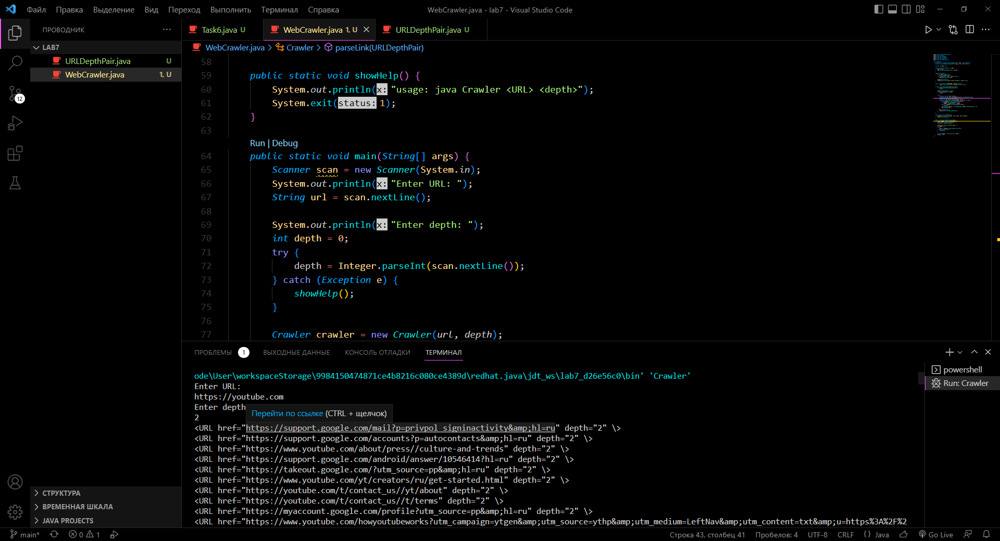 Файл Правка Выделение Вид Переход Выполнить Терминал Справка
WebCrawler.java - lab7 - Visual Studio Code
ПРОВОДНИК
LAB7
URLDepthPair.java U
WebCrawler.java 1, U
12
СТРУКТУРА
ВРЕМЕННАЯ ШКАЛА
JAVA PROJECTS
Task6.java U
WebCrawler.java 1, U
URLDepthPair.java U
WebCrawler.java > Crawler > parseLink(URLDepthPair)
58
59 public static void showHelp() {
60 System.out.println(x: "usage: java Crawler <URL> <depth>");
61 System.exit(status: 1);
62 }
63
Run | Debug
64 public static void main(String[] args) {
65 Scanner scan = new Scanner(System.in);
66 System.out.println(x: "Enter URL: ");
67 String url = scan.nextLine();
68
69 System.out.println(x: "Enter depth: ");
70 int depth = 0;
71 try {
72 depth = Integer.parseInt(scan.nextLine());
73 } catch (Exception e) {
74 showHelp();
75 }
76
77 Crawler crawler = new Crawler(url, depth);
ПРОБЛЕМЫ 1 ВЫХОДНЫЕ ДАННЫЕ КОНСОЛЬ ОТЛАДКИ ТЕРМИНАЛ
ode\User\workspaceStorage\9984150474871ce4b8216c080ce4389d\redhat.java\jdt_ws\lab7_d26e56c0\bin' 'Crawler'
Enter URL:
https://youtube.com
Enter depth
Перейти по ссылке (CTRL + щелчок)
2
<URL href="https://support.google.com/mail?p=privpol_signinactivity&amp;hl=ru" depth="2" \>
<URL href="https://support.google.com/accounts?p=autocontacts&amp;hl=ru" depth="2" \>
<URL href="https://www.youtube.com/about/press//culture-and-trends" depth="2" \>
<URL href="https://support.google.com/android/answer/10546414?hl=ru" depth="2" \>
<URL href="https://takeout.google.com/?utm_source=pp&amp;hl=ru" depth="2" \>
<URL href="https://www.youtube.com/yt/creators/ru/get-started.html" depth="2" \>
<URL href="https://youtube.com/t/contact_us//yt/about" depth="2" \>
<URL href="https://youtube.com/t/contact_us//t/terms" depth="2" \>
<URL href="https://myaccount.google.com/profile?utm_source=pp&amp;hl=ru" depth="2" \>
<URL href="https://www.youtube.com/howyoutubeworks?utm_campaign=ytgen&amp;utm_source=ythp&amp;utm_medium=LeftNav&amp;utm_content=txt&amp;u=https%3A%2F%2
powershell
Run: Crawler
main* 0 1
Строка 43, столбец 41 Пробелов: 4 UTF-8 CRLF {} Java Go Live